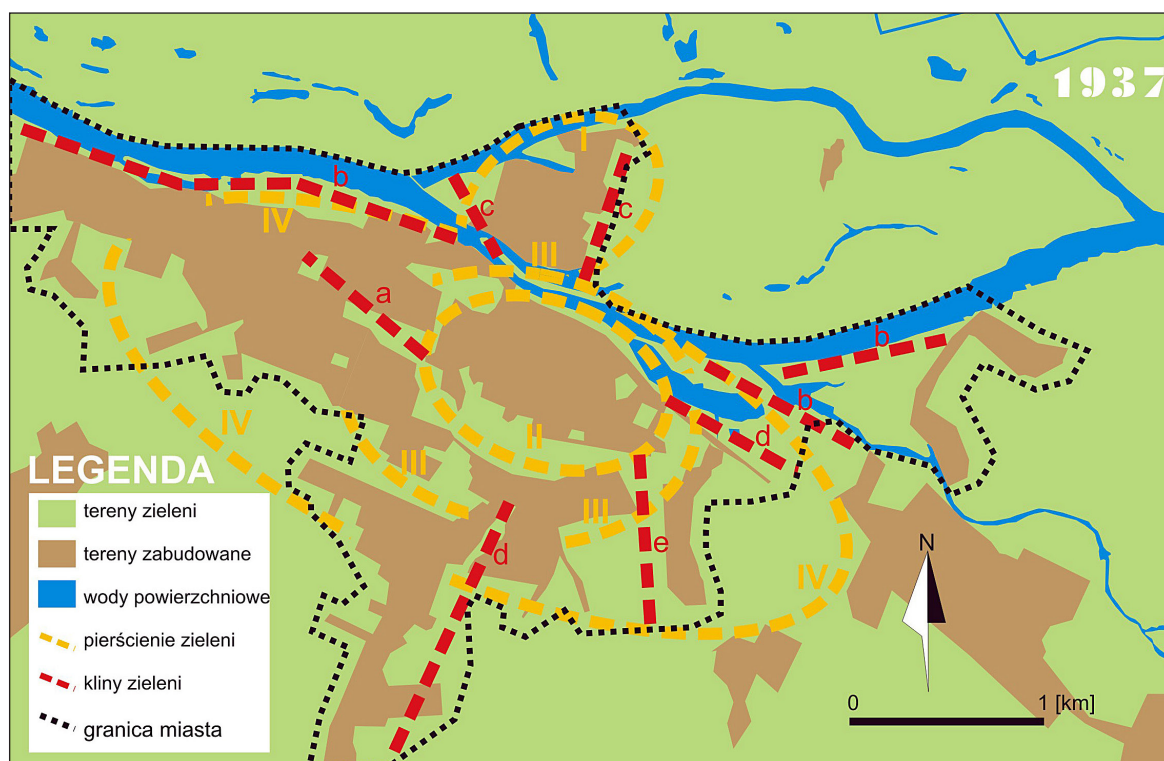 1937
I
b
c
c
IV
III
a
b
b
IV
II
d
III
III
d
e
IV
LEGENDA
tereny zieleni
tereny zabudowane
wody powierzchniowe
pierścienie zieleni
kliny zieleni
granica miasta
N
0 1 [km]